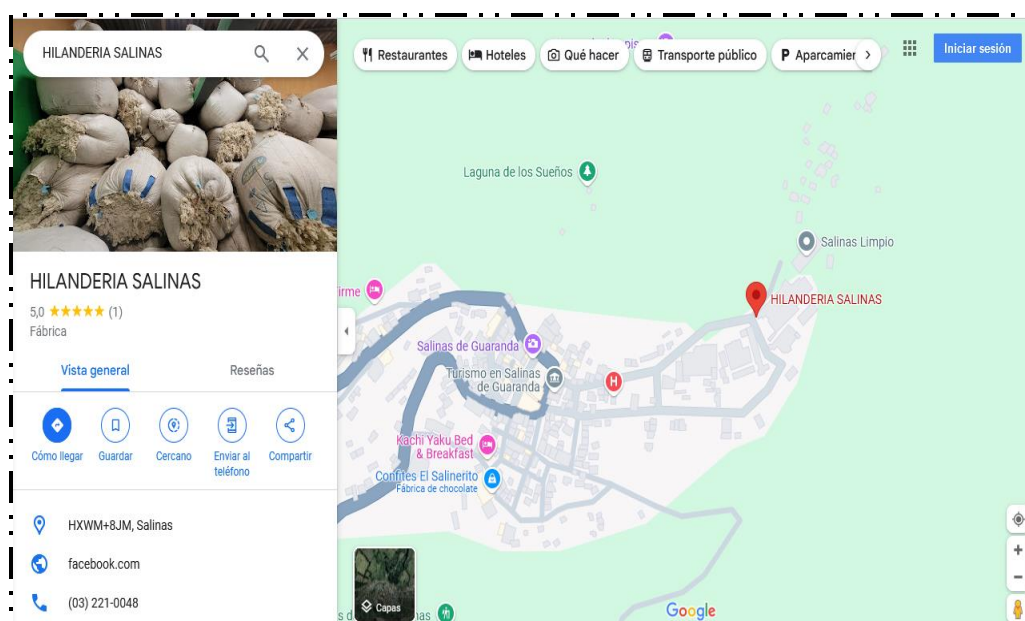 HILANDERIA SALINAS
Restaurantes
Hoteles
Qué hacer
Transporte público
P Aparcamier
Iniciar sesión
HILANDERIA SALINAS
5,0 ★★★★★ (1)
Fábrica
Vista general
Reseñas
Cómo llegar
Guardar
Cercano
Enviar al
teléfono
Compartir
HXWM+8JM, Salinas
facebook.com
(03) 221-0048
Laguna de los Sueños
Salinas Limpio
HILANDERIA SALINAS
irme
Salinas de Guaranda
Turismo en Salinas
de Guaranda
H
Kachi Yaku Bed
& Breakfast
Confites El Salinerito
Fábrica de chocolate
Capas
Google